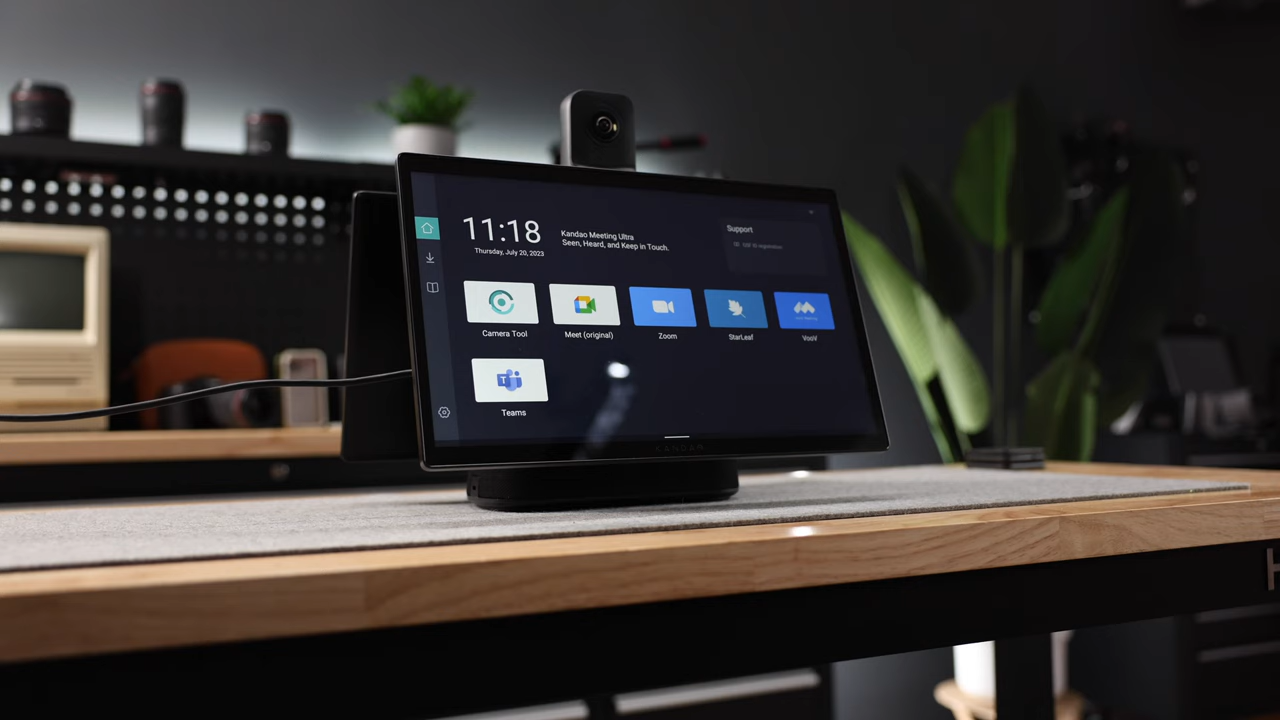 11:18
Thursday, July 20, 2023
Kandao Meeting Ultra
Seen, Heard, and Keep in Touch.
Support
Camera Tool
Meet (original)
Zoom
StarLeaf
VooV
Teams
KANDAO